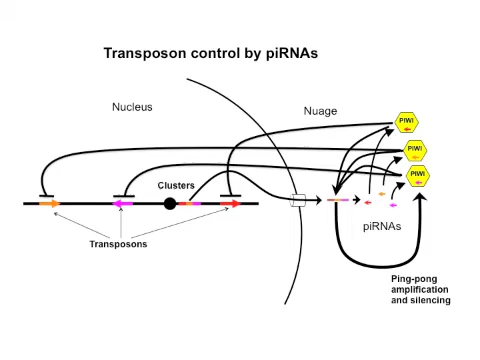 Transposon control by piRNAs
Nucleus
Nuage
PIWI
PIWI
PIWI
Clusters
piRNAs
Transposons
Ping-pong
amplification
and silencing